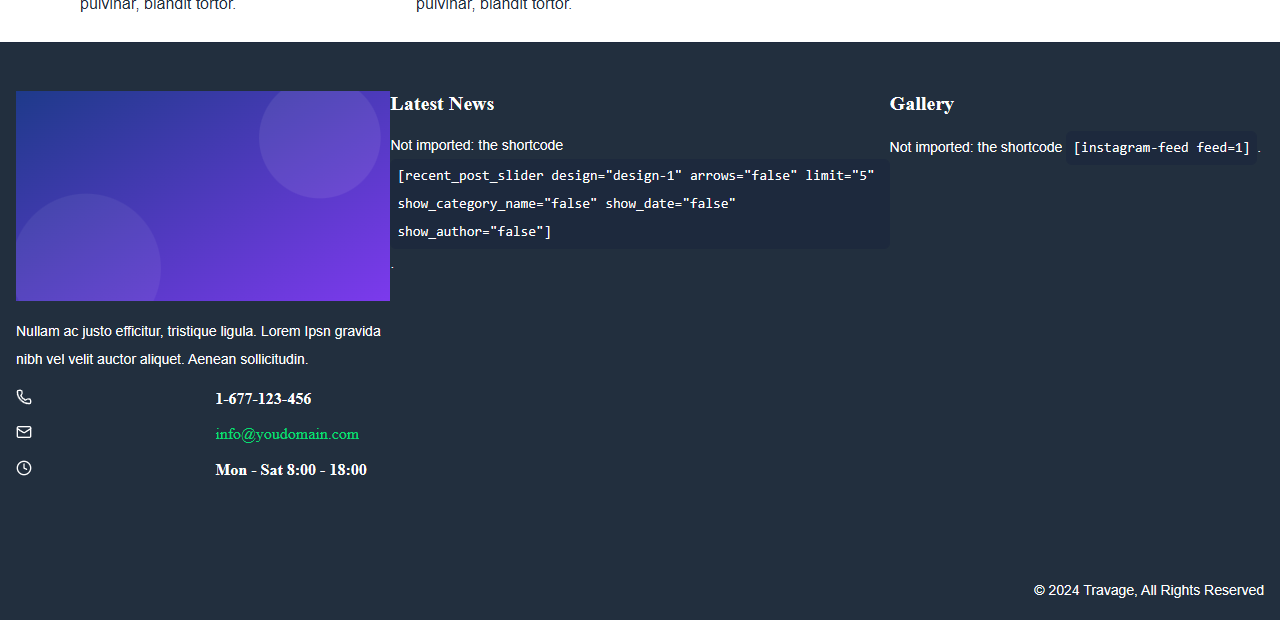 pulvinar, blandit tortor.
pulvinar, blandit tortor.
Nullam ac justo efficitur, tristique ligula. Lorem Ipsn gravida
nibh vel velit auctor aliquet. Aenean sollicitudin.
1-677-123-456
info@youdomain.com
Mon - Sat 8:00 - 18:00
Latest News
Not imported: the shortcode
[recent_post_slider design="design-1" arrows="false" limit="5"
show_category_name="false" show_date="false"
show_author="false"]
.
Gallery
Not imported: the shortcode [instagram-feed feed=1] .
© 2024 Travage, All Rights Reserved